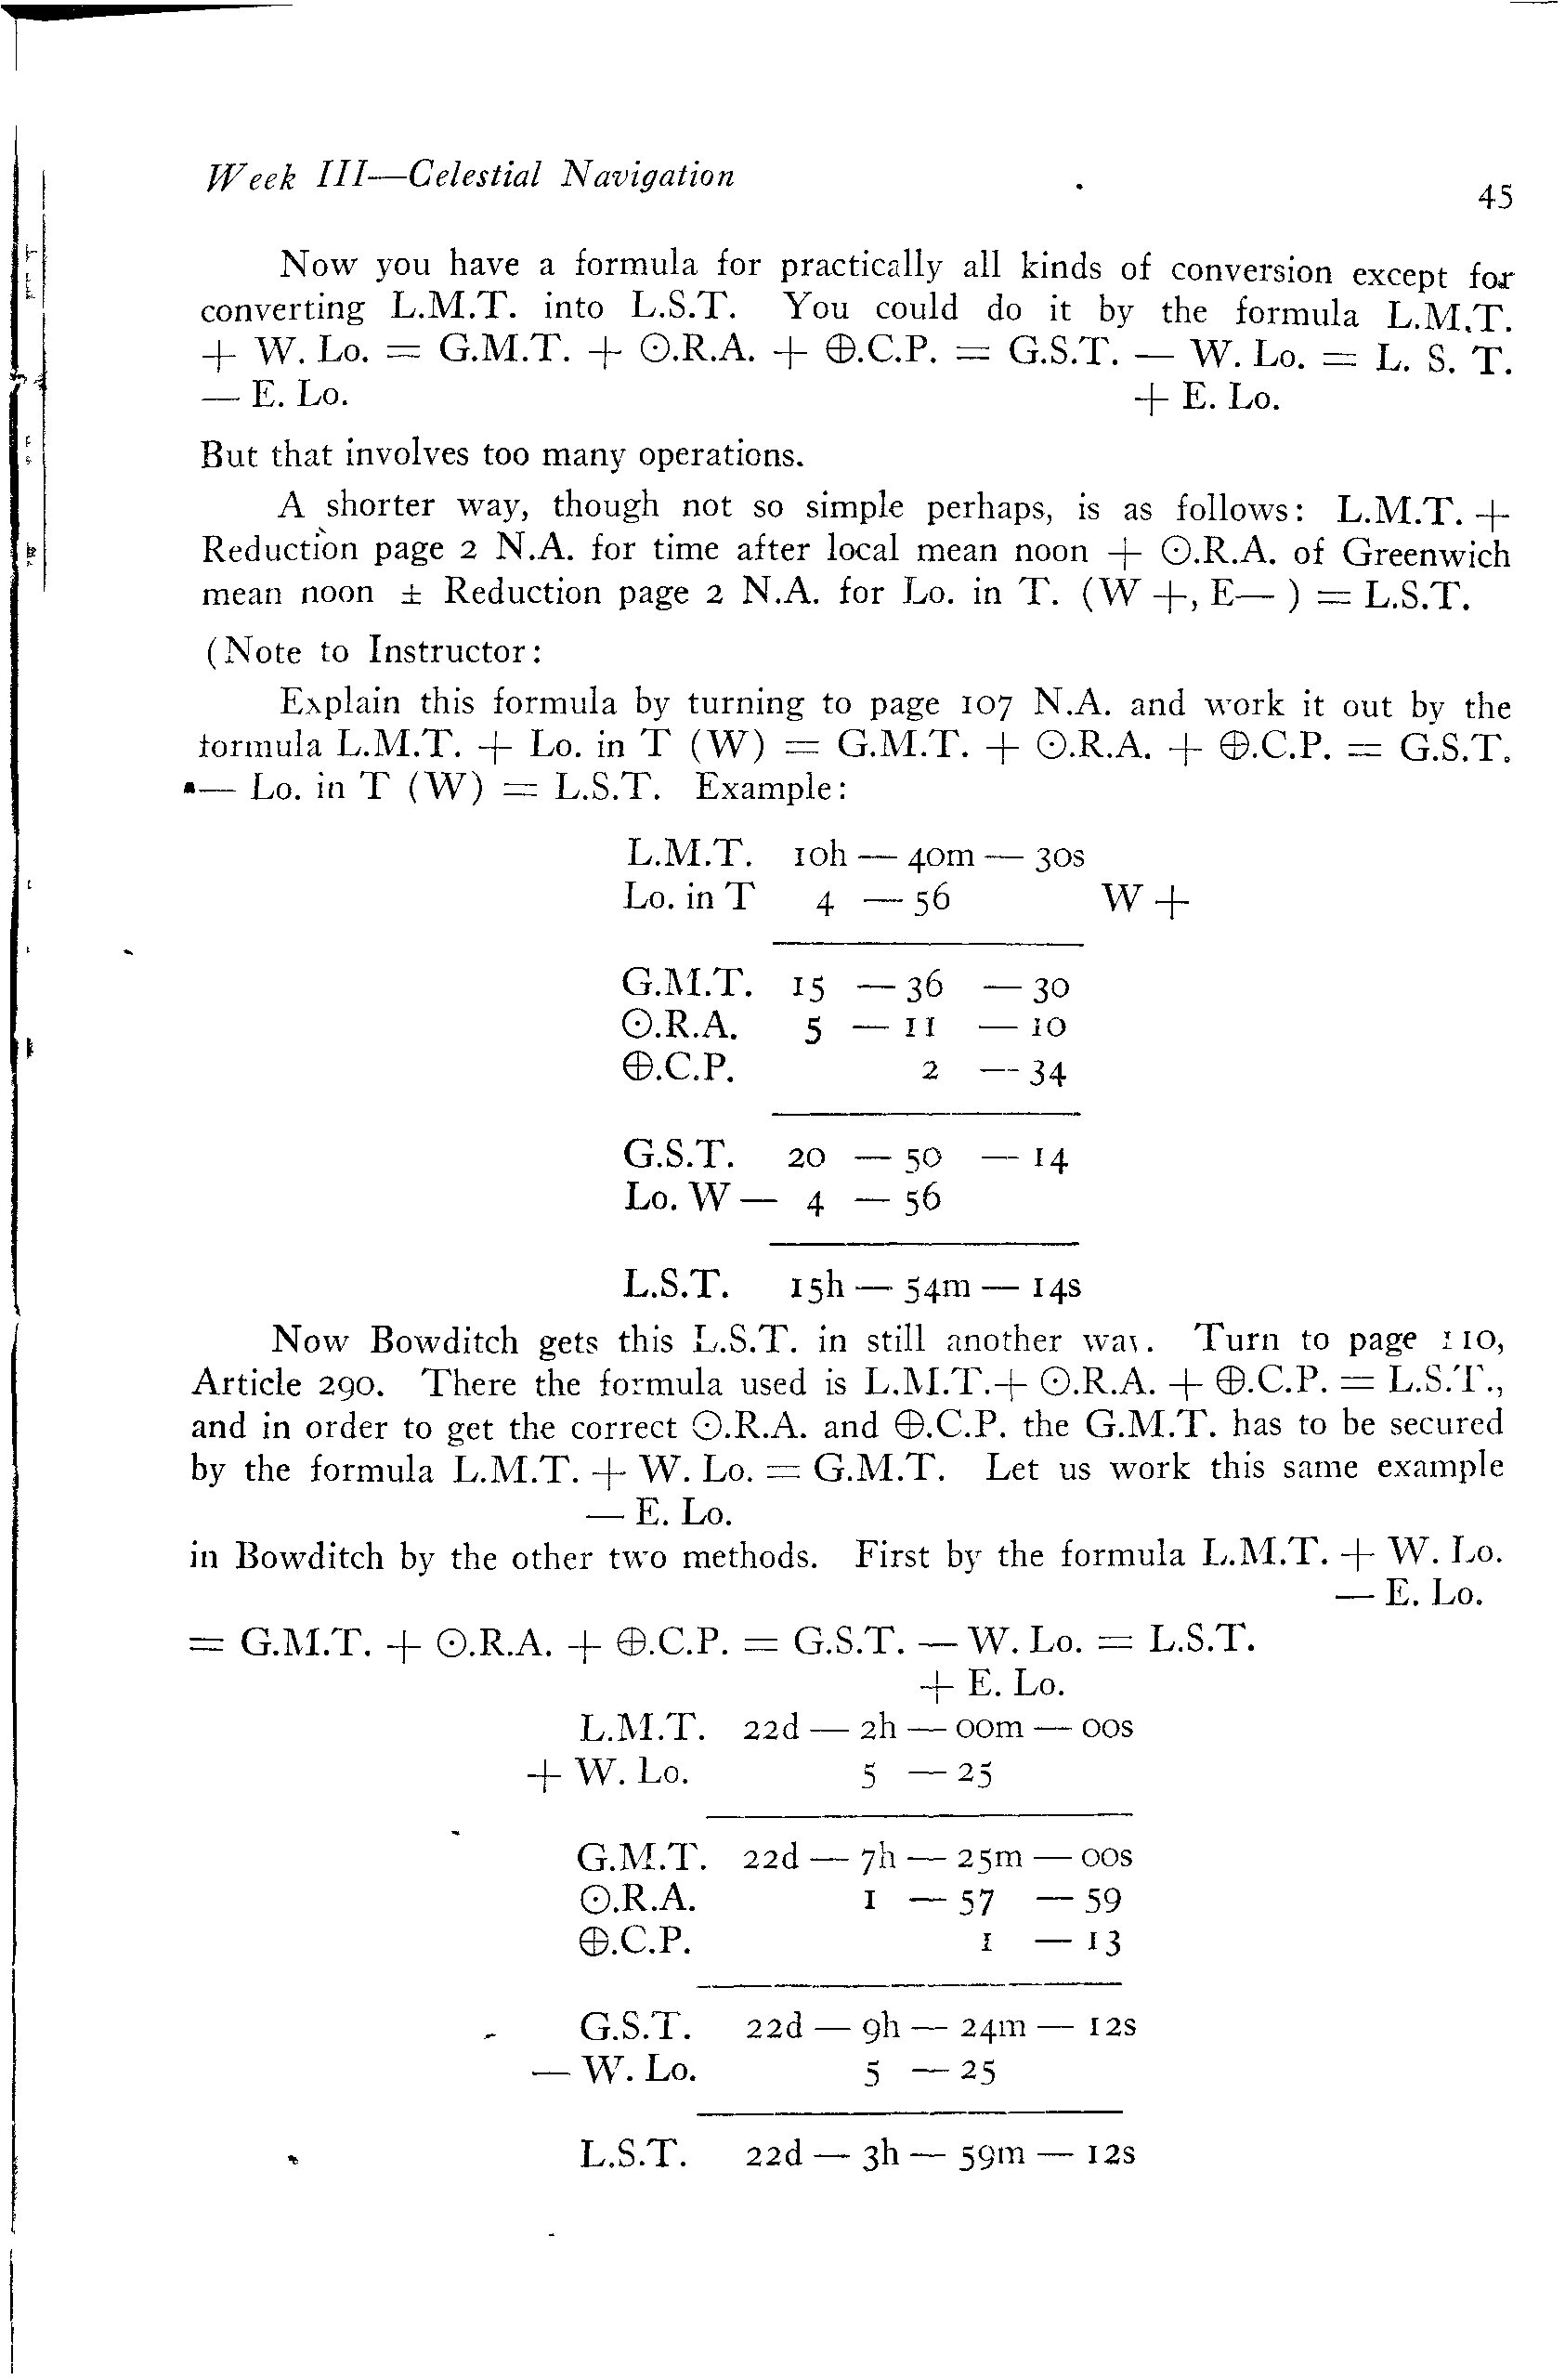 Week III—Celestial Navigation
45
Now you have a formula for practically all kinds of conversion except for
converting L.M.T. into L.S.T. You could do it by the formula L.M.T.
+ W. Lo. = G.M.T. + ☉.R.A. + ⊕.C.P. = G.S.T. — W. Lo. = L. S. T.
— E. Lo. + E. Lo.
But that involves too many operations.
A shorter way, though not so simple perhaps, is as follows: L.M.T. +
Reduction page 2 N.A. for time after local mean noon + ☉.R.A. of Greenwich
mean noon ± Reduction page 2 N.A. for Lo. in T. (W +, E— ) = L.S.T.
(Note to Instructor:
Explain this formula by turning to page 107 N.A. and work it out by the
formula L.M.T. + Lo. in T (W) = G.M.T. + ☉.R.A. + ⊕.C.P. = G.S.T.
— Lo. in T (W) = L.S.T. Example:
L.M.T. 10h — 40m — 30s
Lo. in T 4 — 56 W +
G.M.T. 15 — 36 — 30
☉.R.A. 5 — 11 — 10
⊕.C.P. 2 — 34
G.S.T. 20 — 50 — 14
Lo. W — 4 — 56
L.S.T. 15h — 54m — 14s
Now Bowditch gets this L.S.T. in still another way. Turn to page 110,
Article 290. There the formula used is L.M.T.+ ☉.R.A. + ⊕.C.P. = L.S.T.,
and in order to get the correct ☉.R.A. and ⊕.C.P. the G.M.T. has to be secured
by the formula L.M.T. + W. Lo. = G.M.T. Let us work this same example
— E. Lo.
in Bowditch by the other two methods. First by the formula L.M.T. + W. Lo.
— E. Lo.
= G.M.T. + ☉.R.A. + ⊕.C.P. = G.S.T. — W. Lo. = L.S.T.
+ E. Lo.
L.M.T. 22d — 2h — 00m — 00s
+ W. Lo. 5 — 25
G.M.T. 22d — 7h — 25m — 00s
☉.R.A. 1 — 57 — 59
⊕.C.P. 1 — 13
G.S.T. 22d — 9h — 24m — 12s
— W. Lo. 5 — 25
L.S.T. 22d — 3h — 59m — 12s